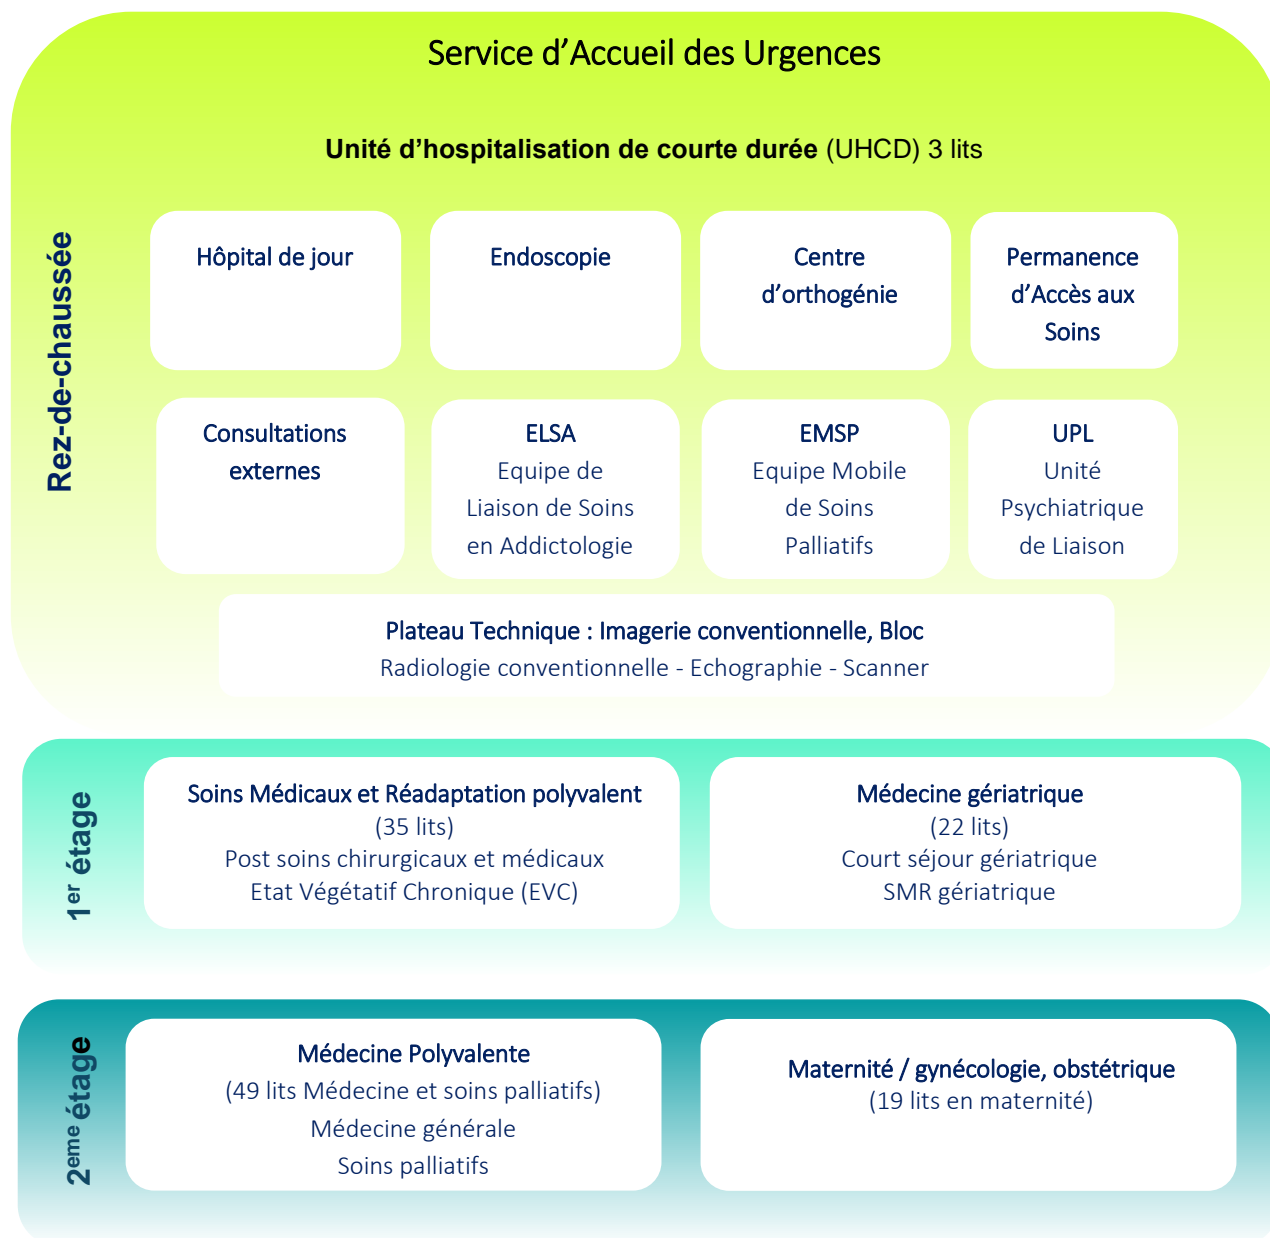 Service d’Accueil des Urgences
Unité d’hospitalisation de courte durée (UHCD) 3 lits
Rez-de-chaussée
Hôpital de jour
Endoscopie
Centre
d’orthogénie
Permanence
d’Accès aux
Soins
Consultations
externes
ELSA
Equipe de
Liaison de Soins
en Addictologie
EMSP
Equipe Mobile
de Soins
Palliatifs
UPL
Unité
Psychiatrique
de Liaison
Plateau Technique : Imagerie conventionnelle, Bloc
Radiologie conventionnelle - Echographie - Scanner
1er étage
Soins Médicaux et Réadaptation polyvalent
(35 lits)
Post soins chirurgicaux et médicaux
Etat Végétatif Chronique (EVC)
Médecine gériatrique
(22 lits)
Court séjour gériatrique
SMR gériatrique
2eme étage
Médecine Polyvalente
(49 lits Médecine et soins palliatifs)
Médecine générale
Soins palliatifs
Maternité / gynécologie, obstétrique
(19 lits en maternité)